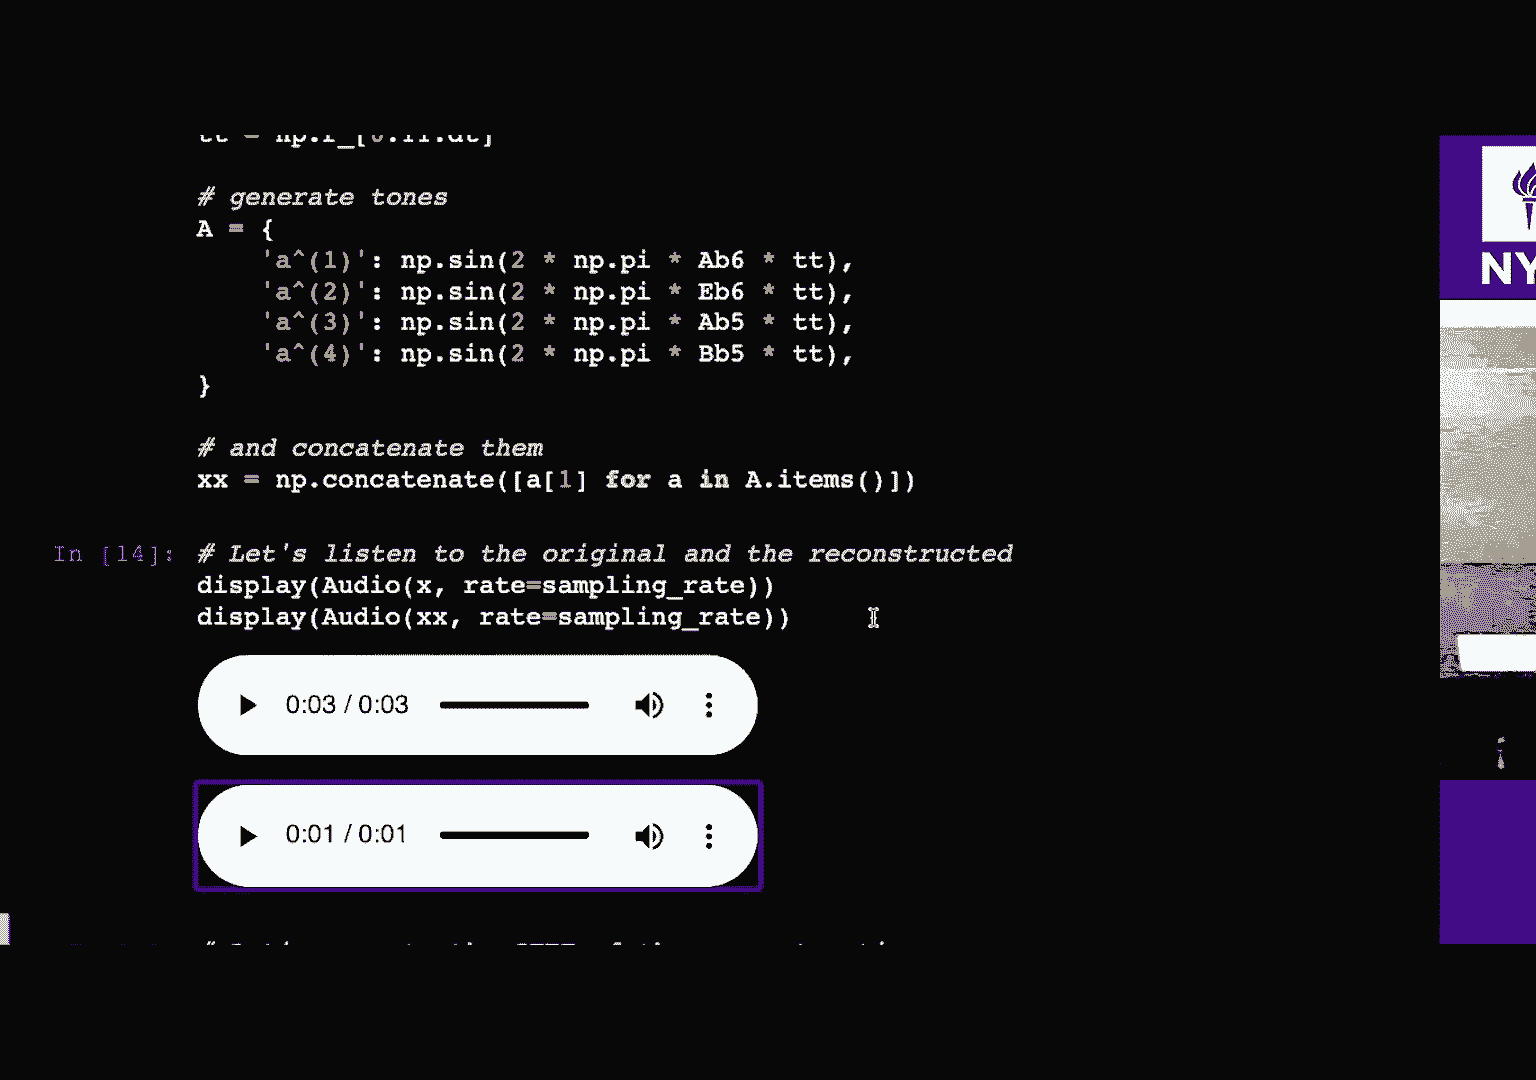 # generate tones
A = {
'a^(1)': np.sin(2 * np.pi * Ab6 * tt),
'a^(2)': np.sin(2 * np.pi * Eb6 * tt),
'a^(3)': np.sin(2 * np.pi * Ab5 * tt),
'a^(4)': np.sin(2 * np.pi * Bb5 * tt),
}
# and concatenate them
xx = np.concatenate([a[1] for a in A.items()])
In [14]: # Let's listen to the original and the reconstructed
display(Audio(x, rate=sampling_rate))
display(Audio(xx, rate=sampling_rate))
0:03 / 0:03
0:01 / 0:01
NY